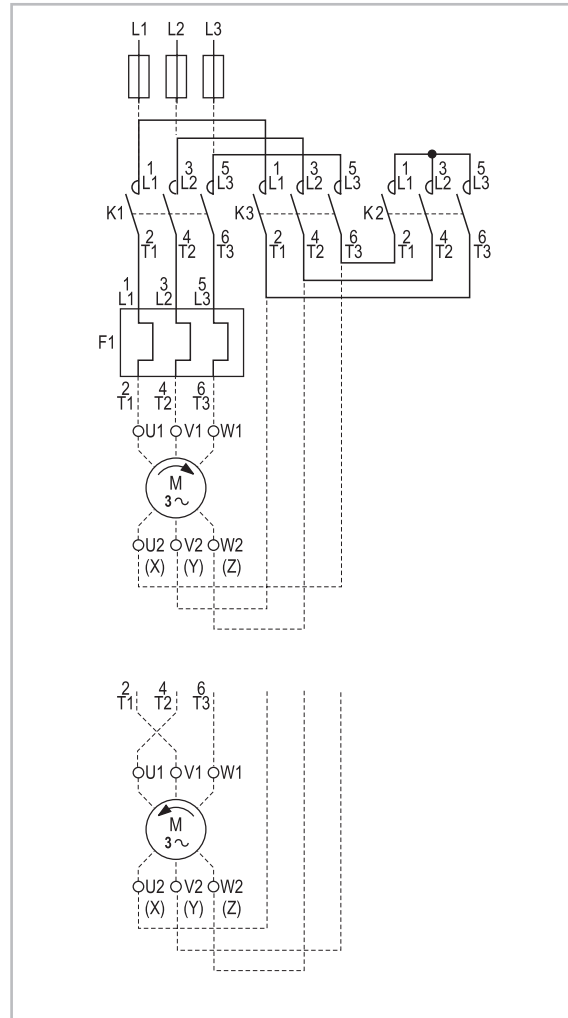 L1 L2 L3
1 3 5 1 3 5 1 3 5
L1 L2 L3 L1 L2 L3 L1 L2 L3
K1 K3 K2
2 4 6 2 4 6 2 4 6
T1 T2 T3 T1 T2 T3 T1 T2 T3
1 3 5
L1 L2 L3
F1
2 4 6
T1 T2 T3
U1 V1 W1
M
3~
U2 V2 W2
(X) (Y) (Z)
2 4 6
T1 T2 T3
U1 V1 W1
M
3~
U2 V2 W2
(X) (Y) (Z)